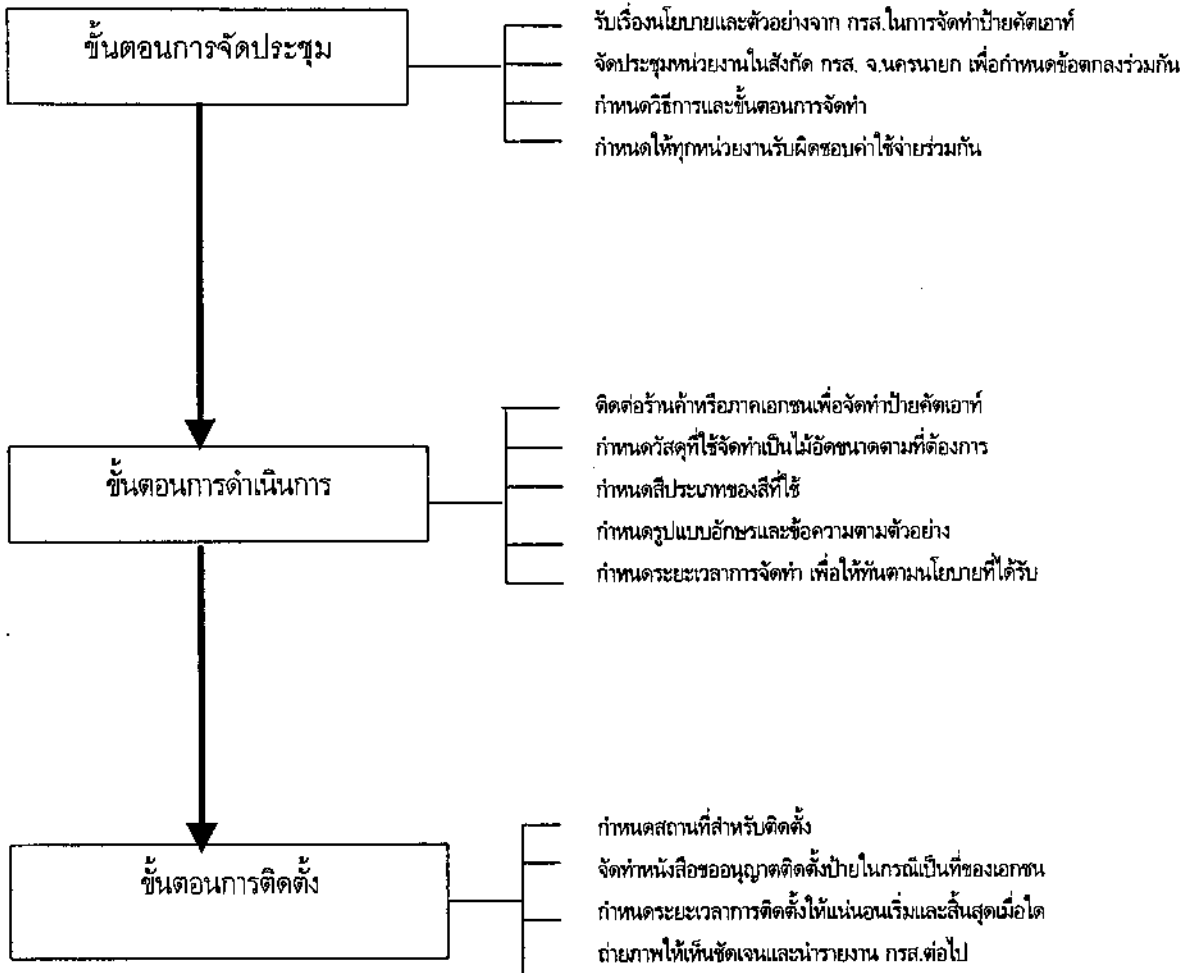 ขั้นตอนการจัดประชุม
รับเรื่องนโยบายและตัวอย่างจาก กรส.ในการจัดทำป้ายคัตเอาท์
จัดประชุมหน่วยงานในสังกัด กรส. จ.นครนายก เพื่อกำหนดข้อตกลงร่วมกัน
กำหนดวิธีการและขั้นตอนการจัดทำ
กำหนดให้ทุกหน่วยงานรับผิดชอบค่าใช้จ่ายร่วมกัน
ขั้นตอนการดำเนินการ
ติดต่อร้านค้าหรือภาคเอกชนเพื่อจัดทำป้ายคัตเอาท์
กำหนดวัสดุที่ใช้จัดทำเป็นไม้อัดขนาดตามที่ต้องการ
กำหนดสีประเภทของสีที่ใช้
กำหนดรูปแบบอักษรและข้อความตามตัวอย่าง
กำหนดระยะเวลาการจัดทำ เพื่อให้ทันตามนโยบายที่ได้รับ
ขั้นตอนการติดตั้ง
กำหนดสถานที่สำหรับติดตั้ง
จัดทำหนังสือขออนุญาตติดตั้งป้ายในกรณีเป็นที่ของเอกชน
กำหนดระยะเวลาการติดตั้งให้แน่นอนเริ่มและสิ้นสุดเมื่อใด
ถ่ายภาพให้เห็นชัดเจนและนำรายงาน กรส.ต่อไป